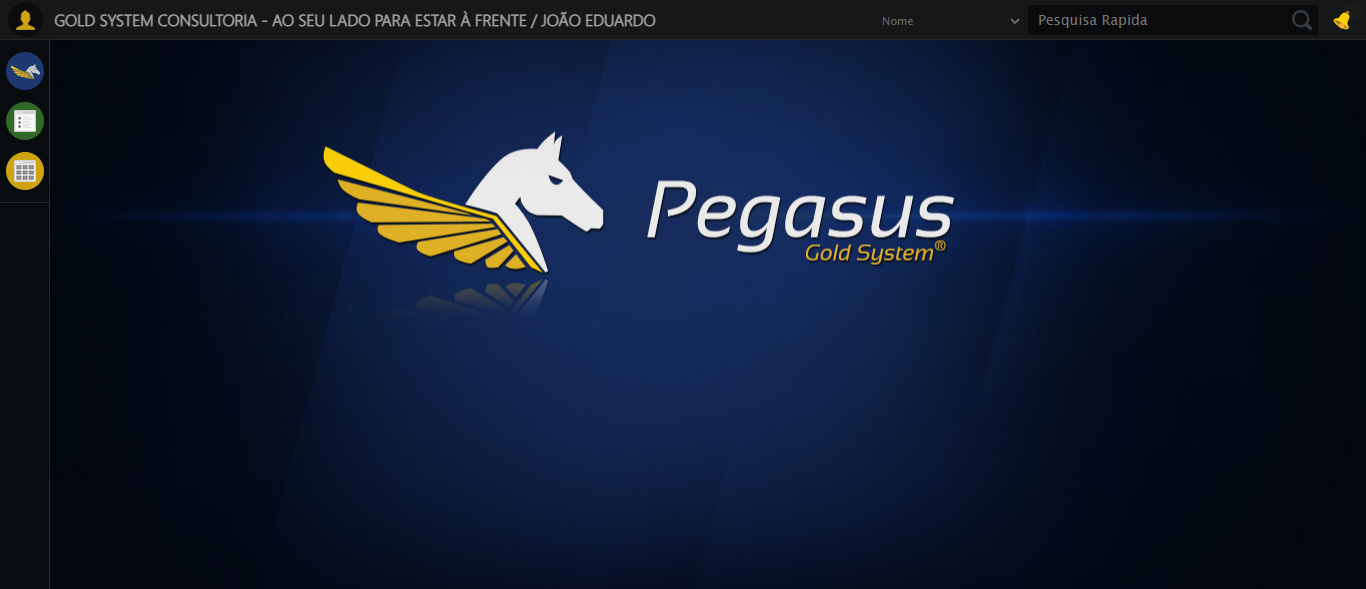 GOLD SYSTEM CONSULTORIA - AO SEU LADO PARA ESTAR À FRENTE / JOÃO EDUARDO
Nome
Pesquisa Rapida
Pegasus
Gold System®